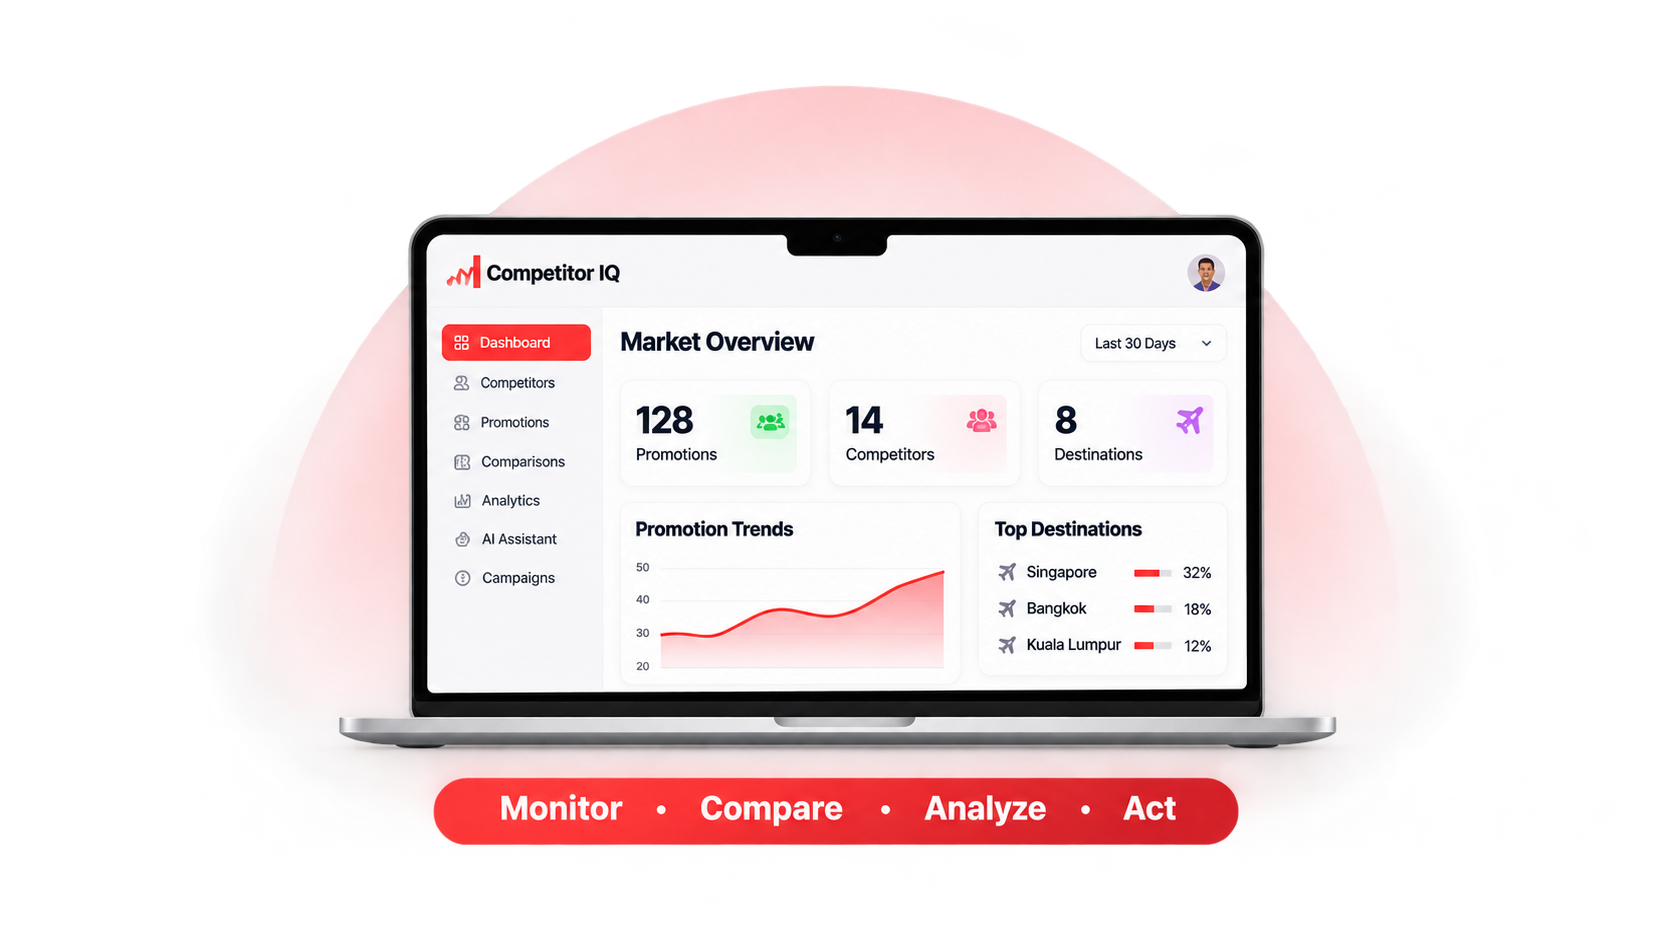 Competitor IQ
Dashboard
Competitors
Promotions
Comparisons
Analytics
AI Assistant
Campaigns
Market Overview
Last 30 Days
128
Promotions
14
Competitors
8
Destinations
Promotion Trends
50
40
30
20
Top Destinations
Singapore 32%
Bangkok 18%
Kuala Lumpur 12%
Monitor • Compare • Analyze • Act